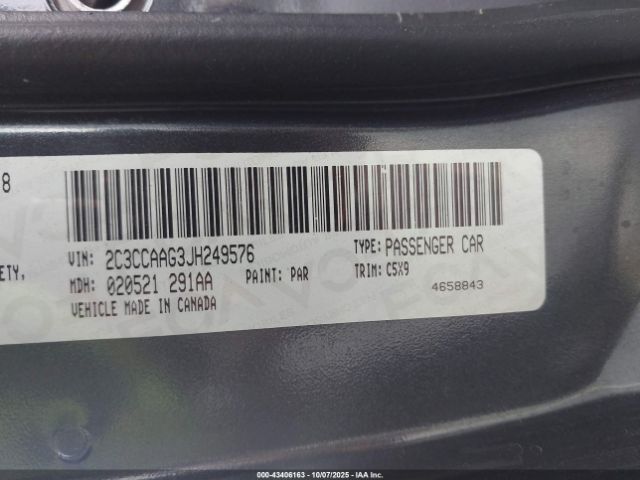 8
VIN: 2C3CCAAG3JH249576 TYPE: PASSENGER CAR
ETY, MDH: 020521 291AA PAINT: PAR TRIM: C5X9
VEHICLE MADE IN CANADA 4658843
000-43406163 - 10/07/2025 - IAA Inc.